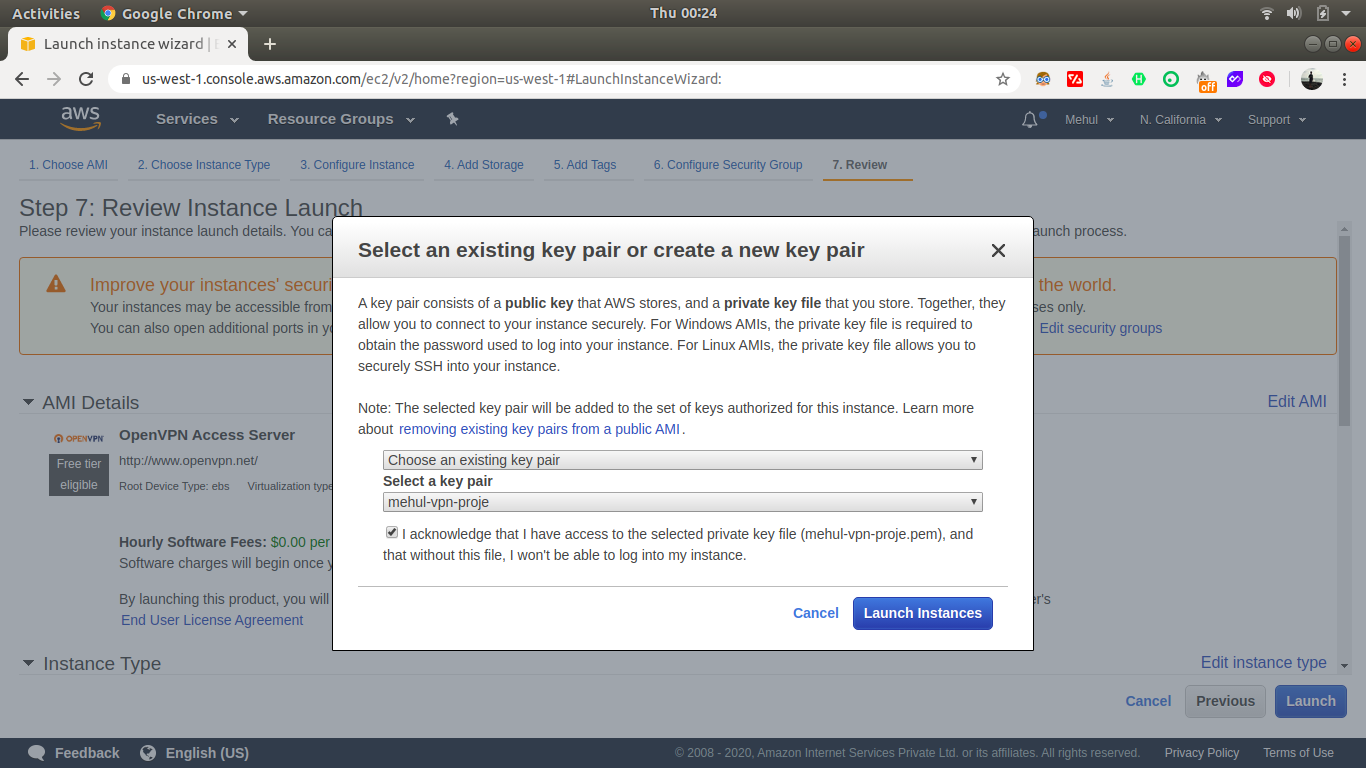 Activities Google Chrome Thu 00:24
Launch instance wizard |
us-west-1.console.aws.amazon.com/ec2/v2/home?region=us-west-1#LaunchInstanceWizard:
off
aws Services Resource Groups Mehul N. California Support
1. Choose AMI 2. Choose Instance Type 3. Configure Instance 4. Add Storage 5. Add Tags 6. Configure Security Group 7. Review
Step 7: Review Instance Launch
Please review your instance launch details. You ca aunch process.
Improve your instances' securi the world.
Your instances may be accessible from ses only.
You can also open additional ports in yo Edit security groups
Select an existing key pair or create a new key pair
A key pair consists of a public key that AWS stores, and a private key file that you store. Together, they
allow you to connect to your instance securely. For Windows AMIs, the private key file is required to
obtain the password used to log into your instance. For Linux AMIs, the private key file allows you to
securely SSH into your instance.
Note: The selected key pair will be added to the set of keys authorized for this instance. Learn more
about removing existing key pairs from a public AMI .
Choose an existing key pair
Select a key pair
mehul-vpn-proje
I acknowledge that I have access to the selected private key file (mehul-vpn-proje.pem), and
that without this file, I won't be able to log into my instance.
Cancel Launch Instances
AMI Details Edit AMI
OPENVPN OpenVPN Access Server
Free tier
eligible
http://www.openvpn.net/
Root Device Type: ebs Virtualization type
Hourly Software Fees: $0.00 per
Software charges will begin once y
By launching this product, you will er's
End User License Agreement
Instance Type Edit instance type
Cancel Previous Launch
Feedback English (US) © 2008 - 2020, Amazon Internet Services Private Ltd. or its affiliates. All rights reserved. Privacy Policy Terms of Use